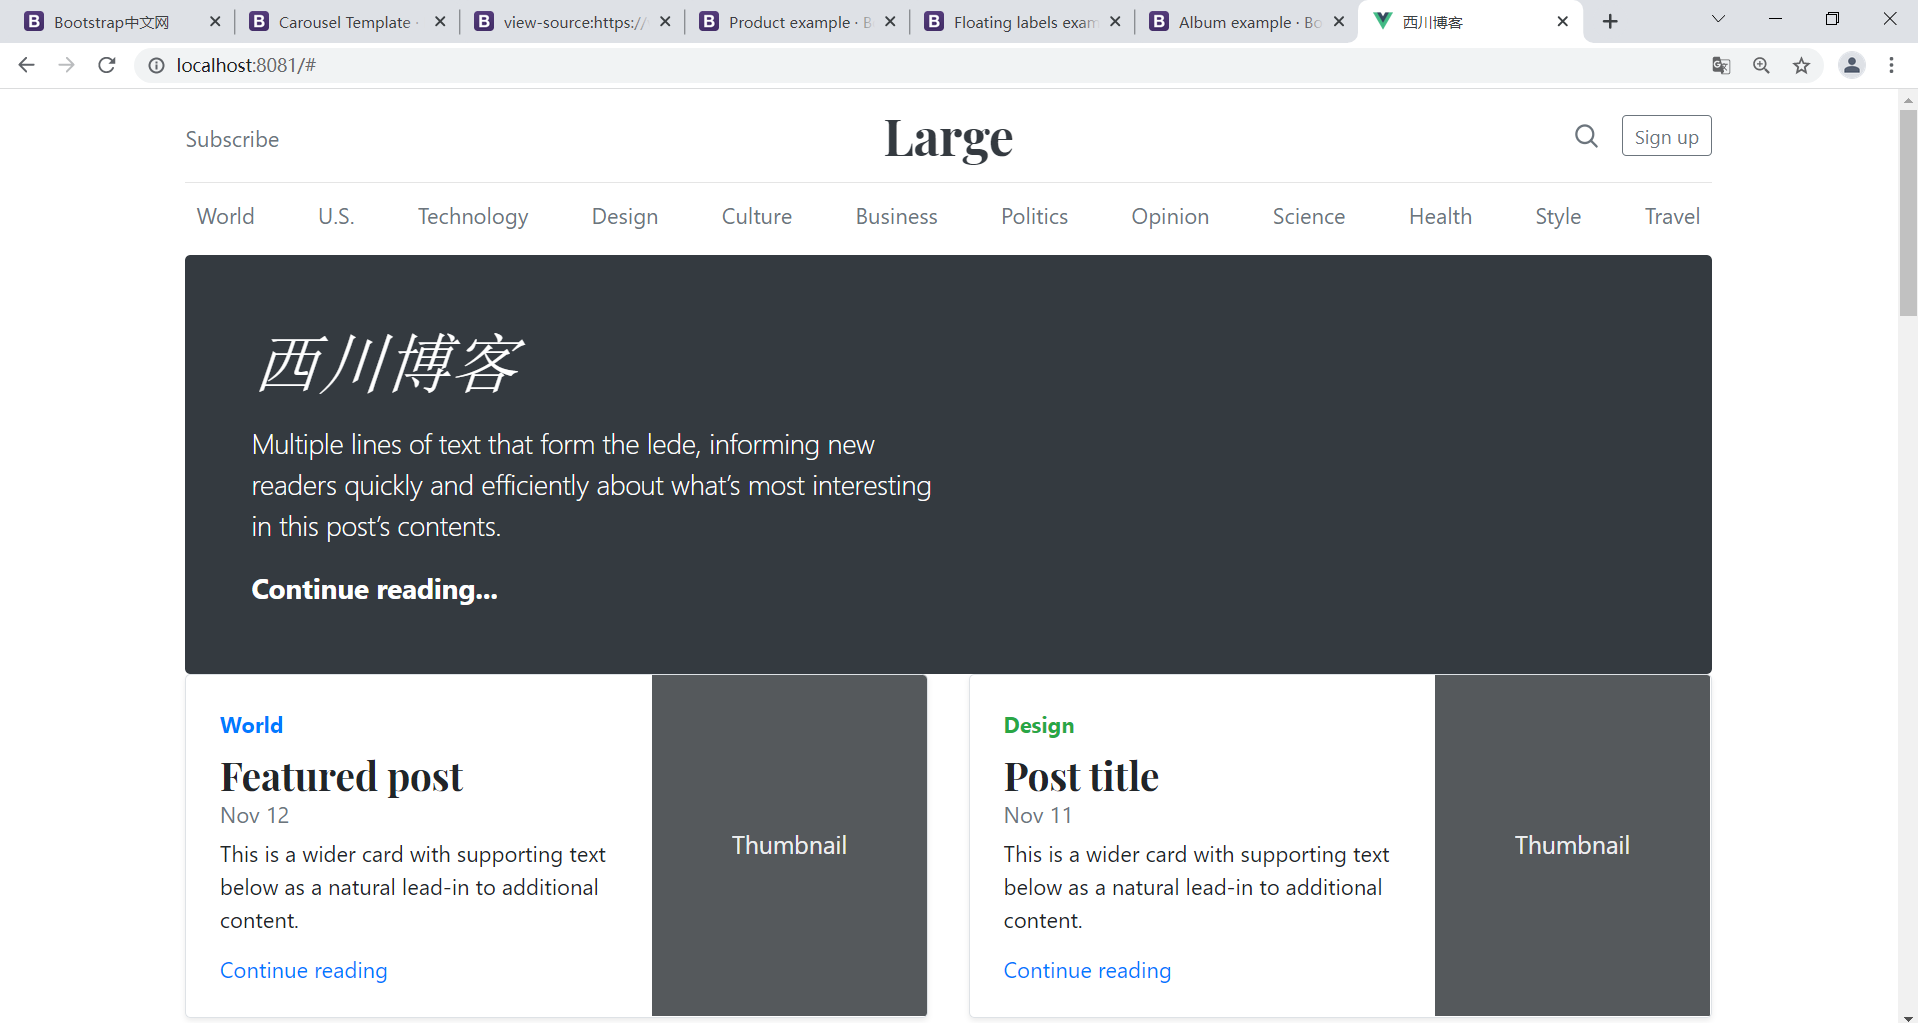 Bootstrap中文网
Carousel Template ·
view-source:https://
Product example · B
Floating labels exam
Album example · Bo
西川博客
localhost:8081/#
Subscribe
Large
Sign up
World U.S. Technology Design Culture Business Politics Opinion Science Health Style Travel
西川博客
Multiple lines of text that form the lede, informing new
readers quickly and efficiently about what’s most interesting
in this post’s contents.
Continue reading...
World
Featured post
Nov 12
This is a wider card with supporting text
below as a natural lead-in to additional
content.
Continue reading
Thumbnail
Design
Post title
Nov 11
This is a wider card with supporting text
below as a natural lead-in to additional
content.
Continue reading
Thumbnail